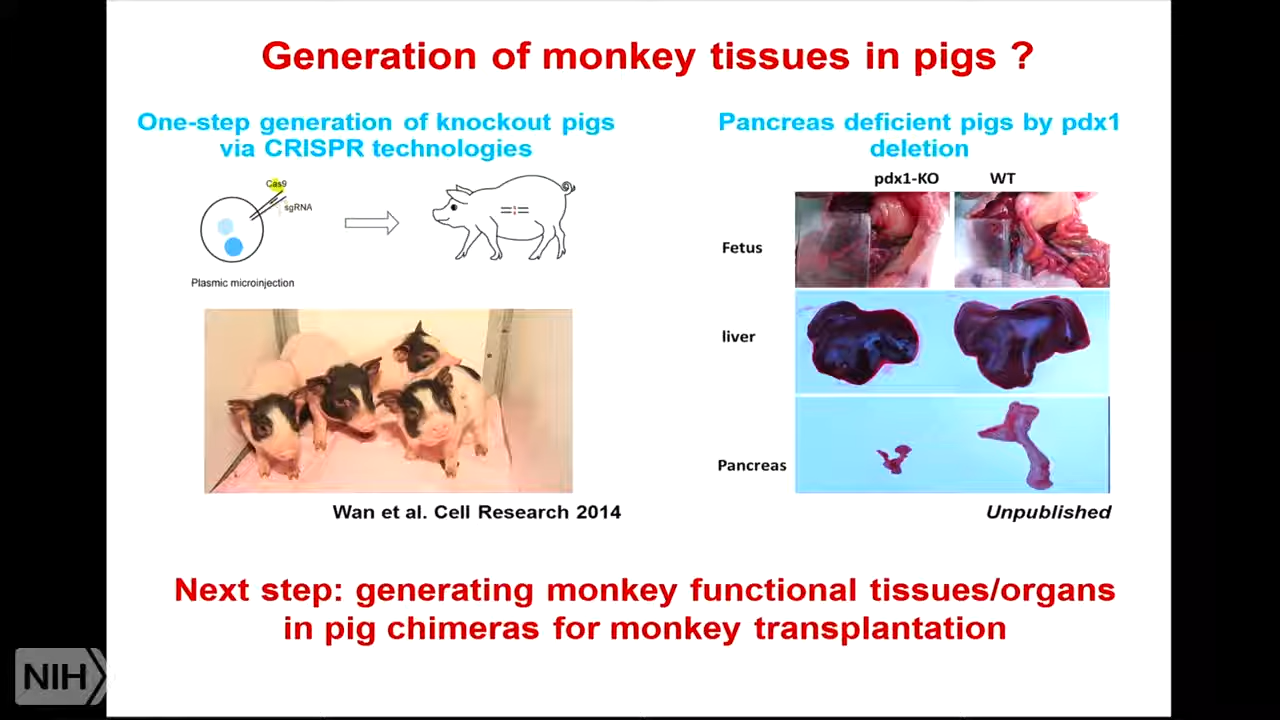 Generation of monkey tissues in pigs ?
One-step generation of knockout pigs
via CRISPR technologies
Cas9
sgRNA
Plasmic microinjection
Wan et al. Cell Research 2014
Pancreas deficient pigs by pdx1
deletion
pdx1-KO WT
Fetus
liver
Pancreas
Unpublished
Next step: generating monkey functional tissues/organs
in pig chimeras for monkey transplantation
NIH